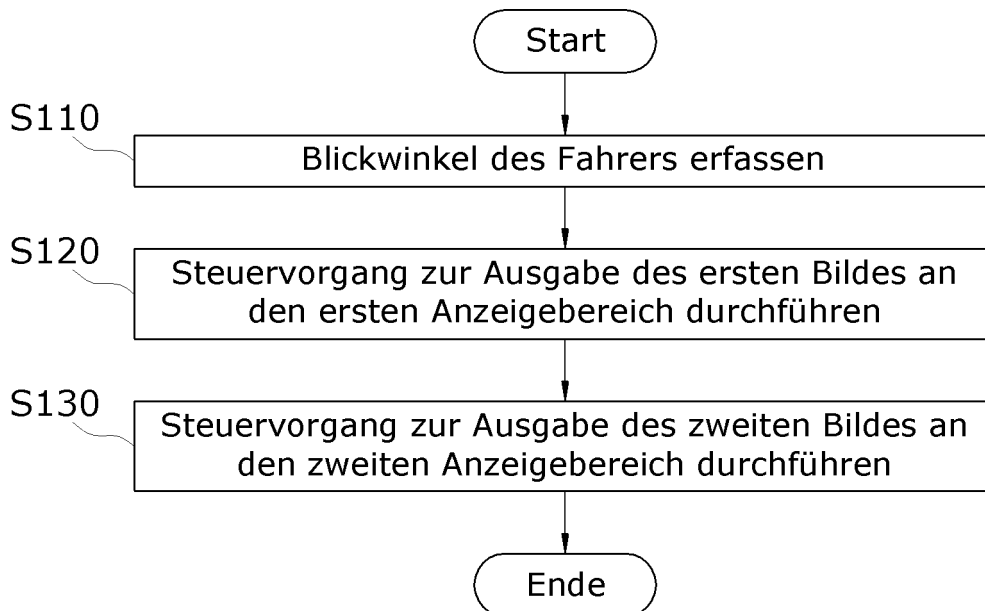 Start
S110
Blickwinkel des Fahrers erfassen
S120
Steuervorgang zur Ausgabe des ersten Bildes an
den ersten Anzeigebereich durchführen
S130
Steuervorgang zur Ausgabe des zweiten Bildes an
den zweiten Anzeigebereich durchführen
Ende